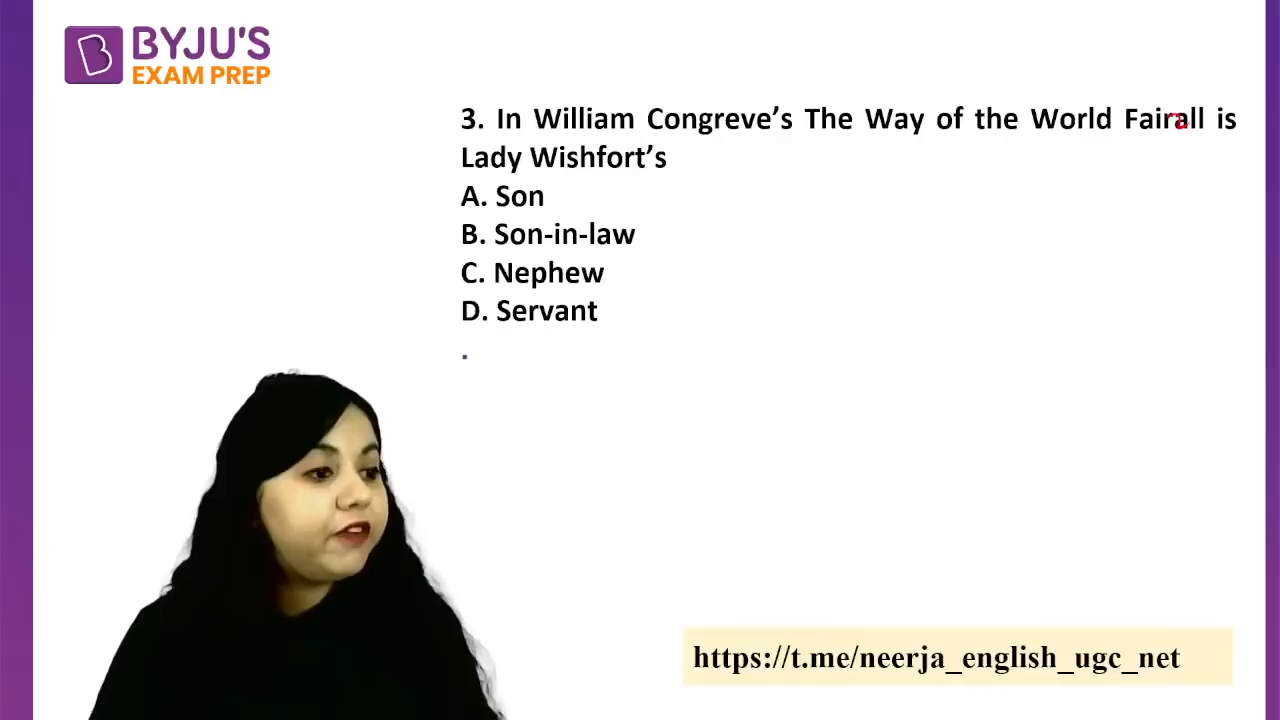 BYJU'S
EXAM PREP
3. In William Congreve's The Way of the World Fairall is
Lady Wishfort's
A. Son
B. Son-in-law
C. Nephew
D. Servant
.
https://t.me/neerja_english_ugc_net